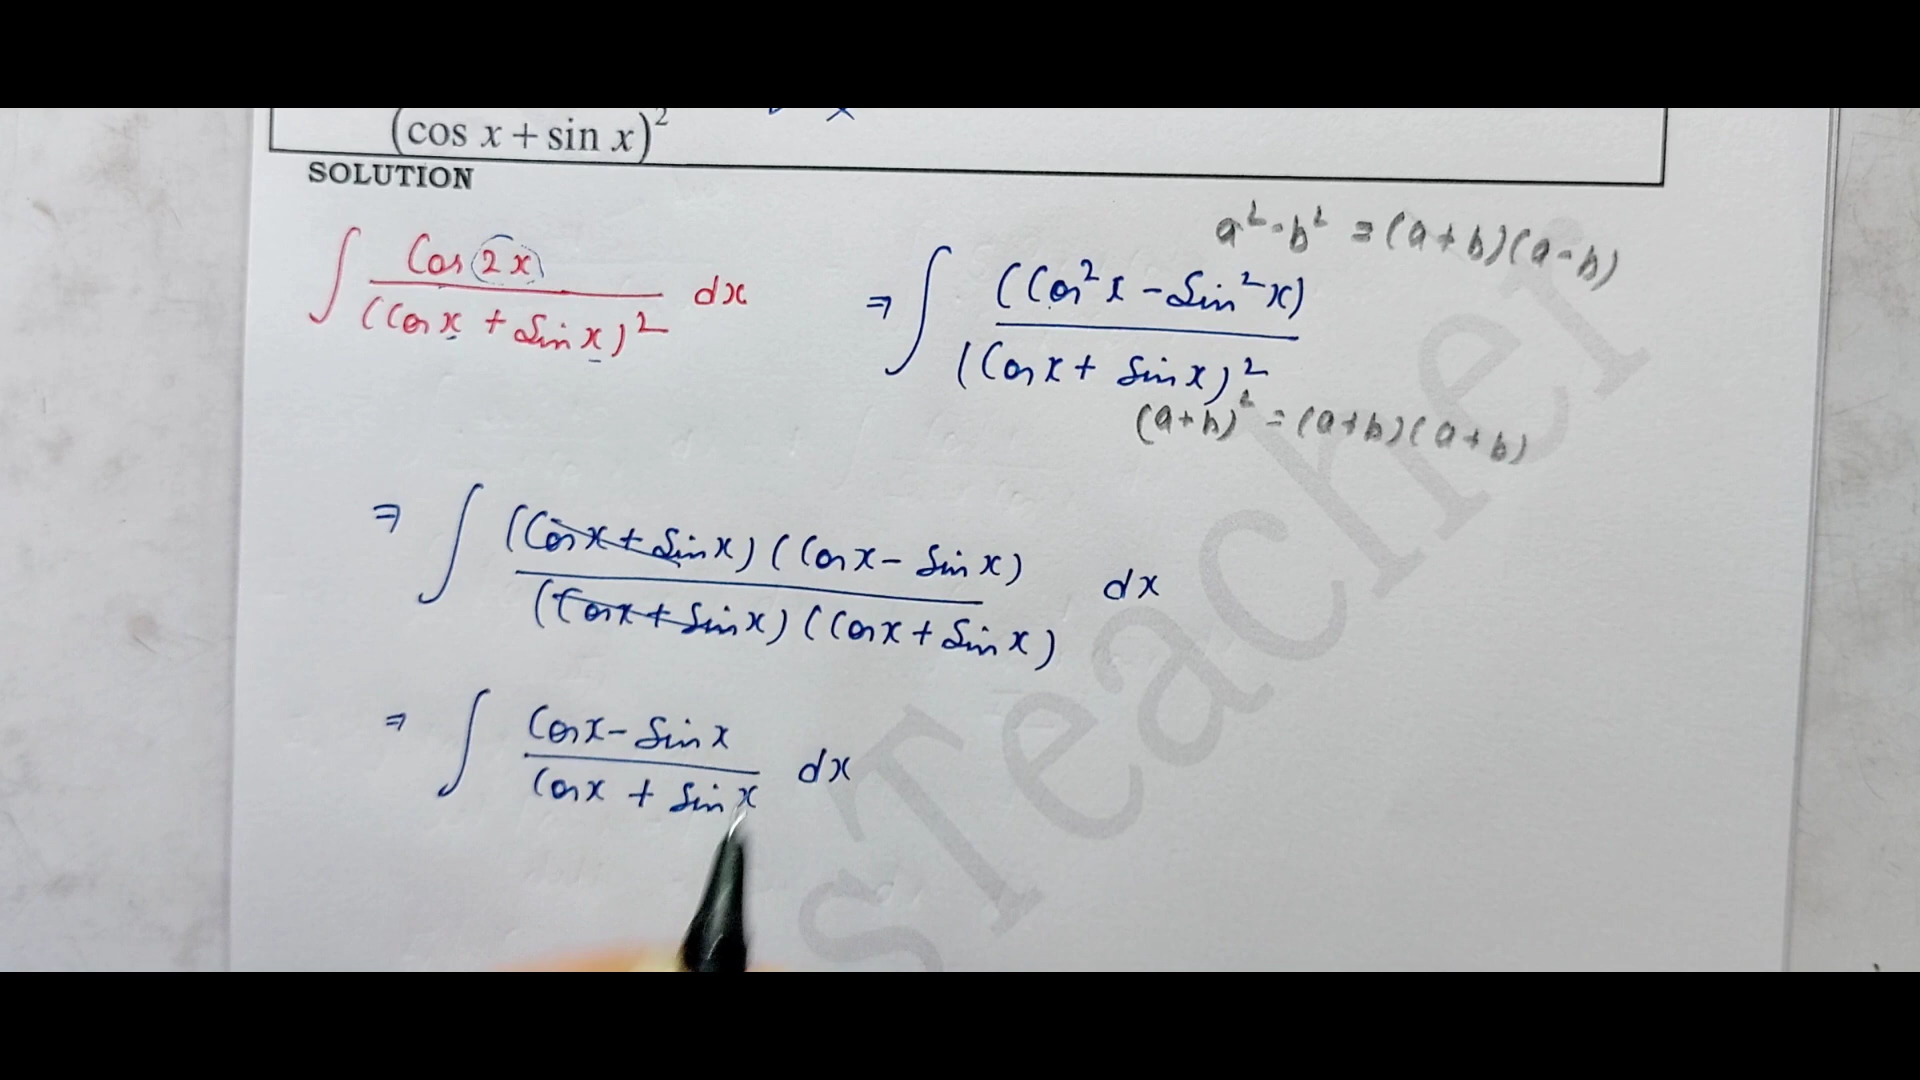 (cos x + sin x)²
SOLUTION
∫ Cos 2x / (Cos x + Sin x)² dx
⇒ ∫ (Cos²x - Sin²x) / (Cos x + Sin x)²
a² - b² = (a+b)(a-b)
(a+b)² = (a+b)(a+b)
⇒ ∫ (Cos x + Sin x)(Cos x - Sin x) / (Cos x + Sin x)(Cos x + Sin x) dx
⇒ ∫ Cos x - Sin x / Cos x + Sin x dx
sTeacher